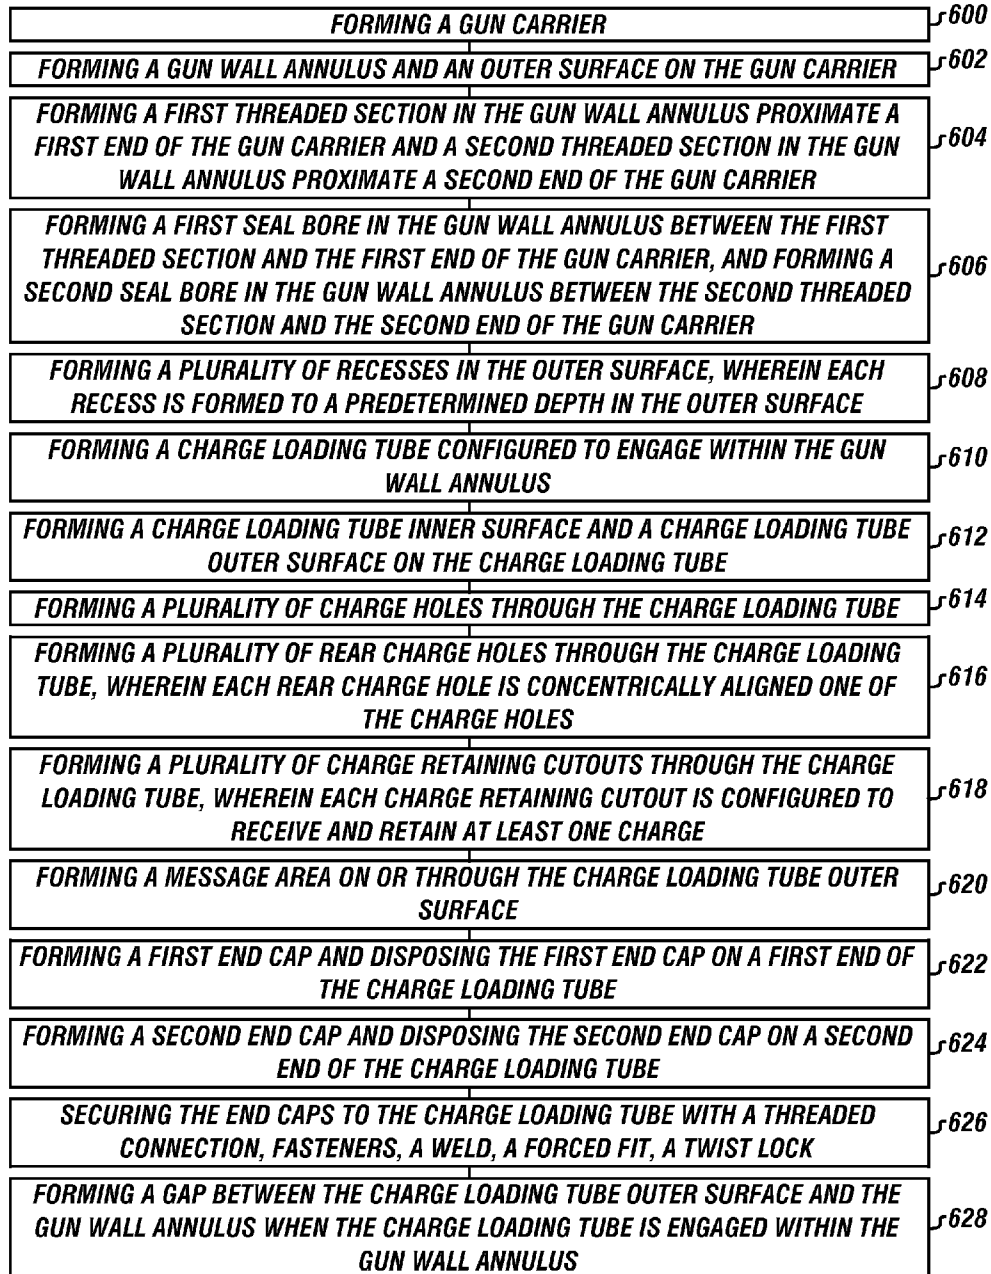 FORMING A GUN CARRIER 600
FORMING A GUN WALL ANNULUS AND AN OUTER SURFACE ON THE GUN CARRIER 602
FORMING A FIRST THREADED SECTION IN THE GUN WALL ANNULUS PROXIMATE A
FIRST END OF THE GUN CARRIER AND A SECOND THREADED SECTION IN THE GUN 604
WALL ANNULUS PROXIMATE A SECOND END OF THE GUN CARRIER
FORMING A FIRST SEAL BORE IN THE GUN WALL ANNULUS BETWEEN THE FIRST
THREADED SECTION AND THE FIRST END OF THE GUN CARRIER, AND FORMING A 606
SECOND SEAL BORE IN THE GUN WALL ANNULUS BETWEEN THE SECOND THREADED
SECTION AND THE SECOND END OF THE GUN CARRIER
FORMING A PLURALITY OF RECESSES IN THE OUTER SURFACE, WHEREIN EACH 608
RECESS IS FORMED TO A PREDETERMINED DEPTH IN THE OUTER SURFACE
FORMING A CHARGE LOADING TUBE CONFIGURED TO ENGAGE WITHIN THE GUN 610
WALL ANNULUS
FORMING A CHARGE LOADING TUBE INNER SURFACE AND A CHARGE LOADING TUBE 612
OUTER SURFACE ON THE CHARGE LOADING TUBE
FORMING A PLURALITY OF CHARGE HOLES THROUGH THE CHARGE LOADING TUBE 614
FORMING A PLURALITY OF REAR CHARGE HOLES THROUGH THE CHARGE LOADING
TUBE, WHEREIN EACH REAR CHARGE HOLE IS CONCENTRICALLY ALIGNED ONE OF 616
THE CHARGE HOLES
FORMING A PLURALITY OF CHARGE RETAINING CUTOUTS THROUGH THE CHARGE
LOADING TUBE, WHEREIN EACH CHARGE RETAINING CUTOUT IS CONFIGURED TO 618
RECEIVE AND RETAIN AT LEAST ONE CHARGE
FORMING A MESSAGE AREA ON OR THROUGH THE CHARGE LOADING TUBE OUTER 620
SURFACE
FORMING A FIRST END CAP AND DISPOSING THE FIRST END CAP ON A FIRST END OF 622
THE CHARGE LOADING TUBE
FORMING A SECOND END CAP AND DISPOSING THE SECOND END CAP ON A SECOND 624
END OF THE CHARGE LOADING TUBE
SECURING THE END CAPS TO THE CHARGE LOADING TUBE WITH A THREADED 626
CONNECTION, FASTENERS, A WELD, A FORCED FIT, A TWIST LOCK
FORMING A GAP BETWEEN THE CHARGE LOADING TUBE OUTER SURFACE AND THE
GUN WALL ANNULUS WHEN THE CHARGE LOADING TUBE IS ENGAGED WITHIN THE 628
GUN WALL ANNULUS